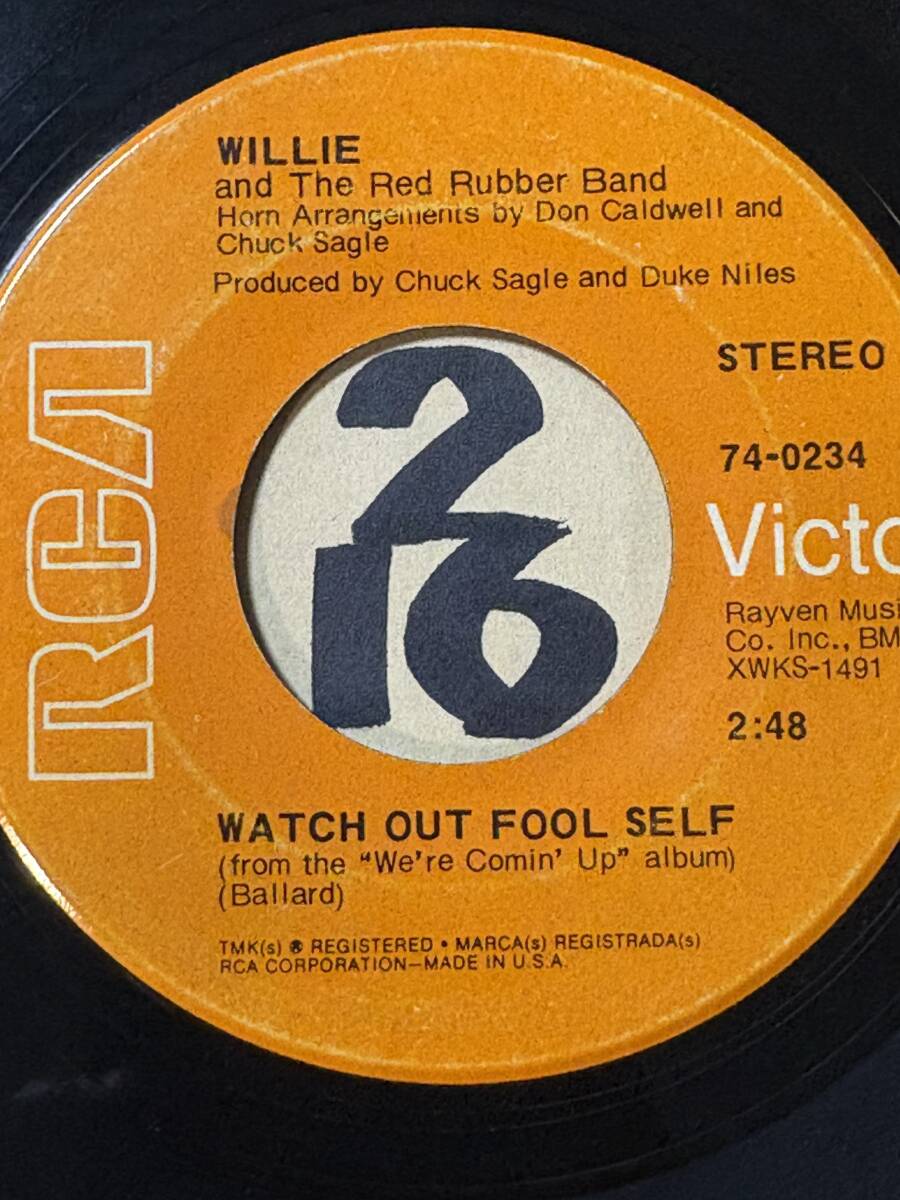 WILLIE
and The Red Rubber Band
Horn Arrangements by Don Caldwell and
Chuck Sagle
Produced by Chuck Sagle and Duke Niles
RCA
STEREO
2
16
74-0234
Victo
Rayven Musi
Co. Inc., BM
XWKS-1491
2:48
WATCH OUT FOOL SELF
(from the "We're Comin' Up" album)
(Ballard)
TMK(s) ® REGISTERED • MARCA(s) REGISTRADA(s)
RCA CORPORATION—MADE IN U.S.A.